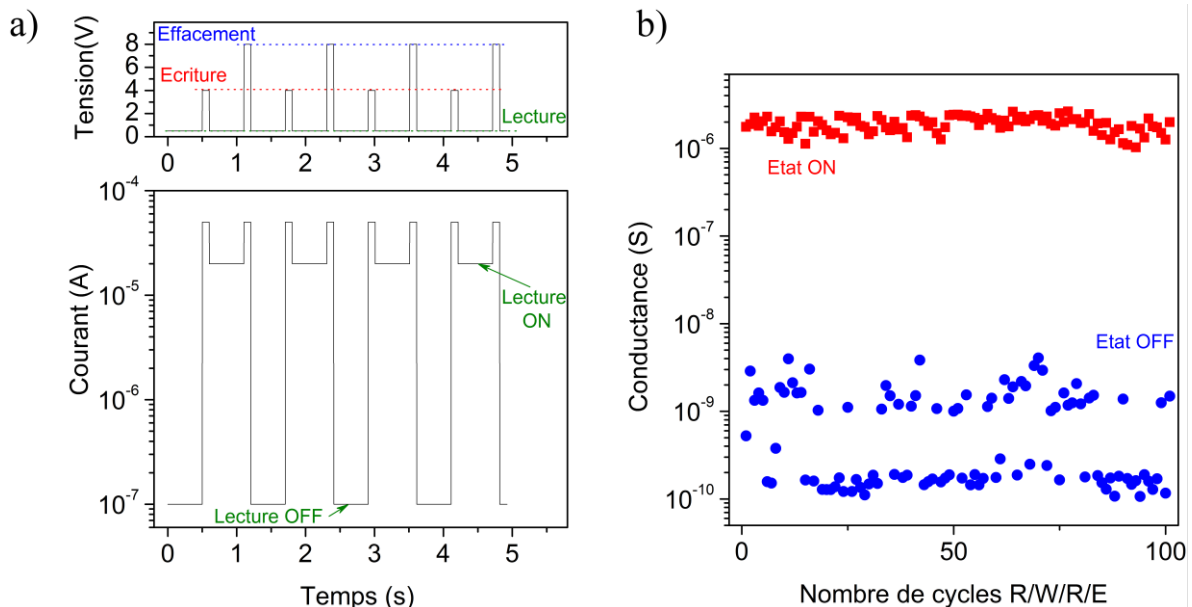 a)
Tension(V)
8
6
4
2
0
Effacement
Ecriture
Lecture
0 1 2 3 4 5
Courant (A)
10⁻⁴
10⁻⁵
10⁻⁶
10⁻⁷
Lecture
ON
Lecture OFF
0 1 2 3 4 5
Temps (s)
b)
Conductance (S)
10⁻⁶
10⁻⁷
10⁻⁸
10⁻⁹
10⁻¹⁰
Etat ON
Etat OFF
0 50 100
Nombre de cycles R/W/R/E